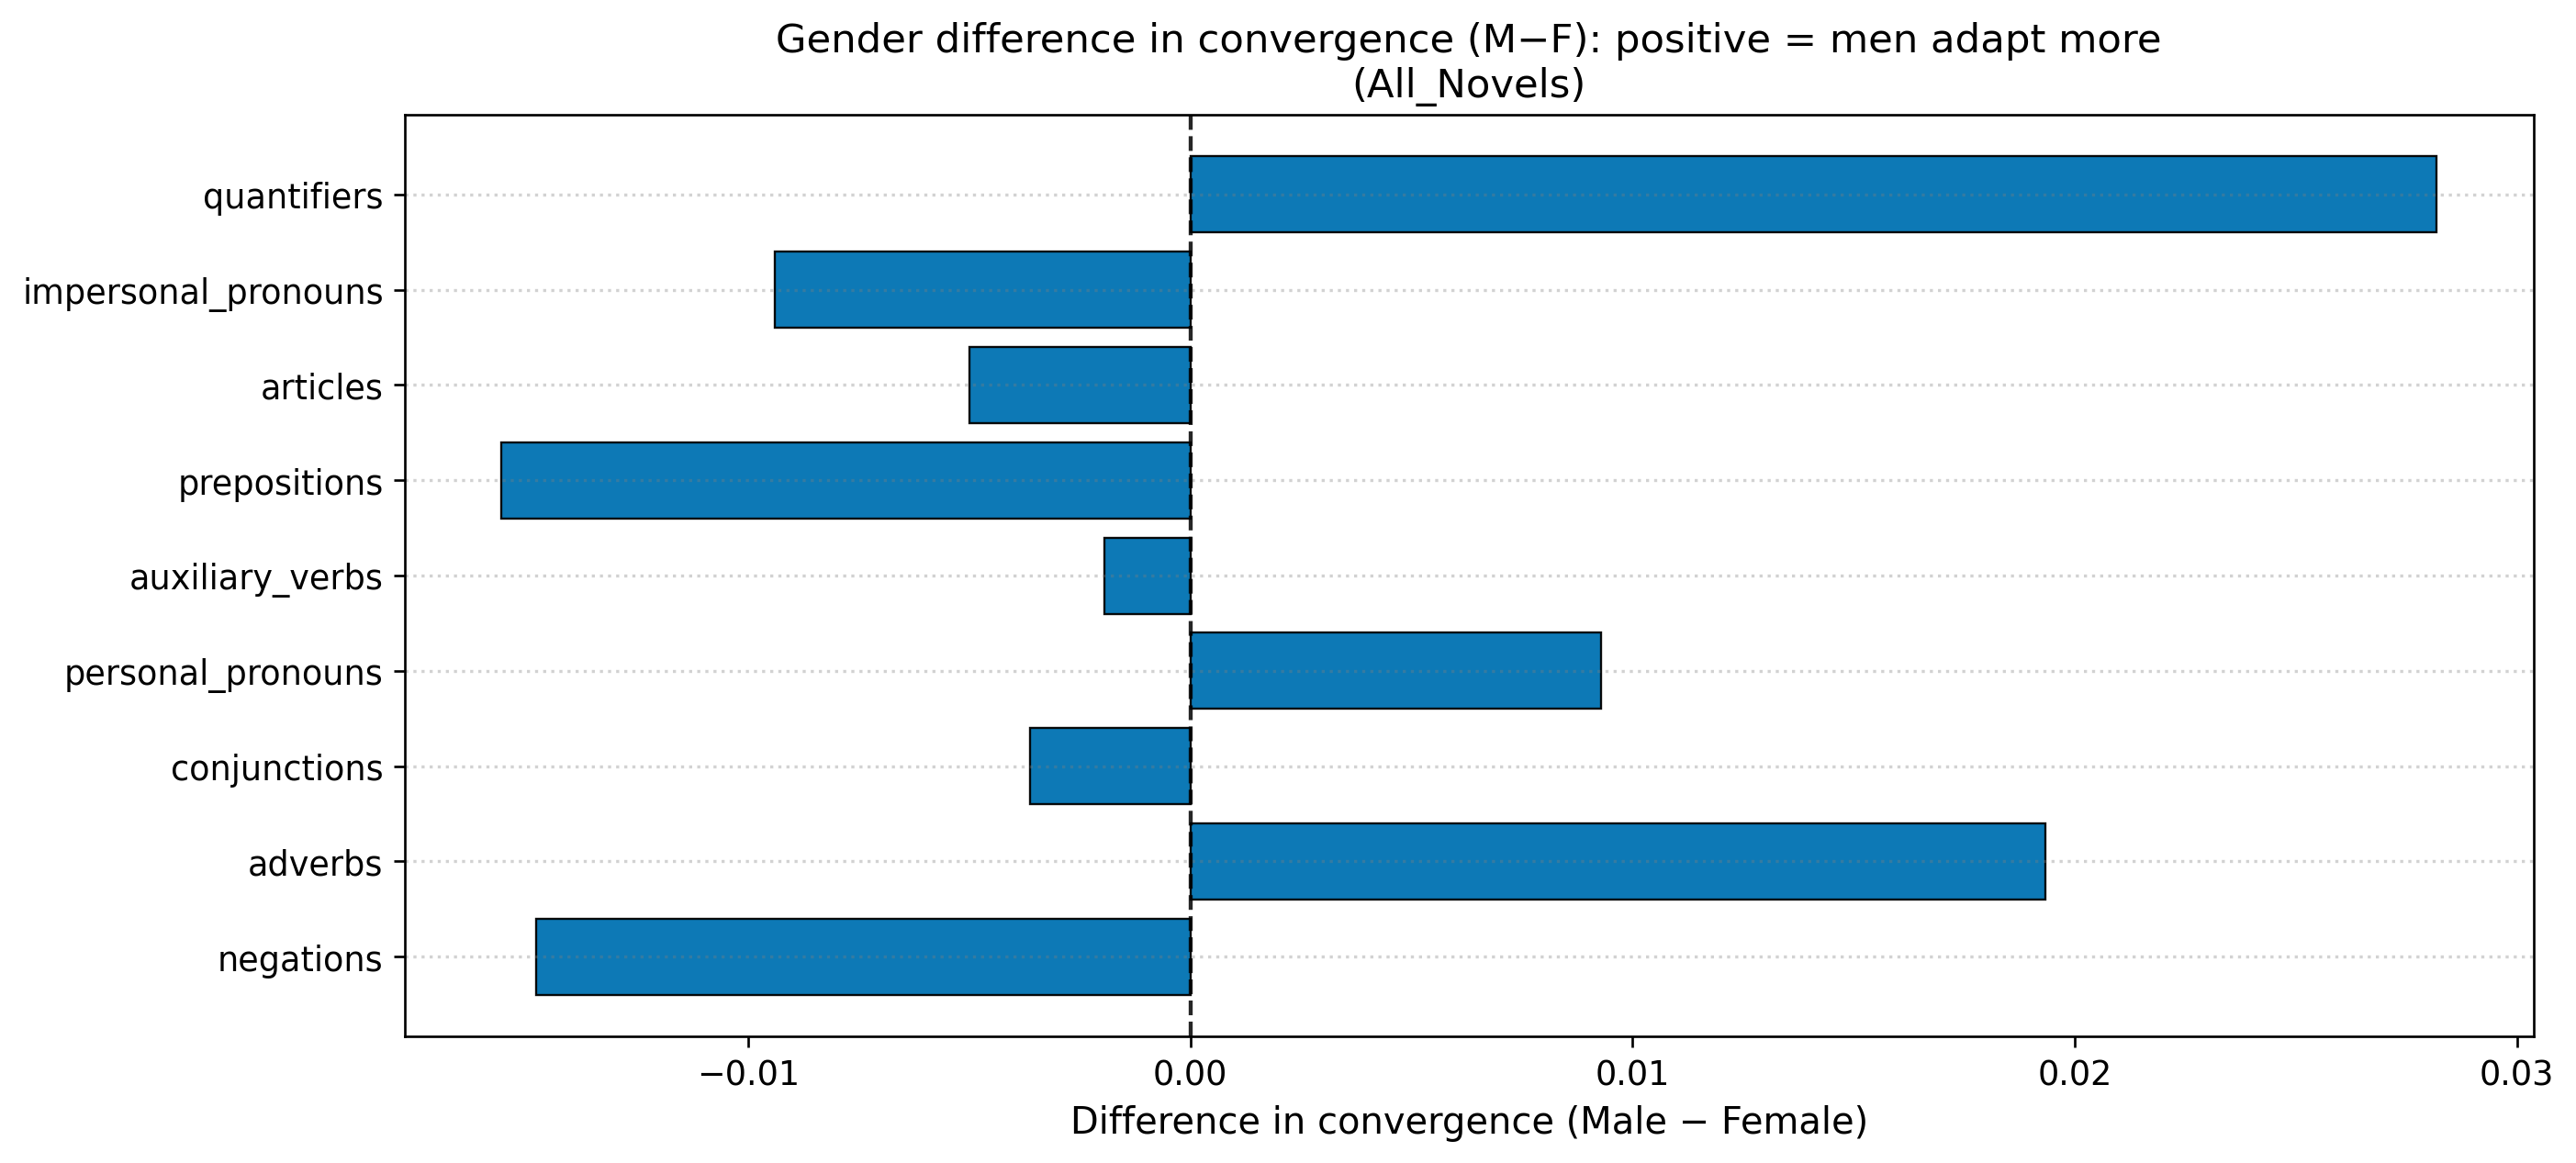 Gender difference in convergence (M−F): positive = men adapt more
(All_Novels)
quantifiers
impersonal_pronouns
articles
prepositions
auxiliary_verbs
personal_pronouns
conjunctions
adverbs
negations
−0.01 0.00 0.01 0.02 0.03
Difference in convergence (Male − Female)